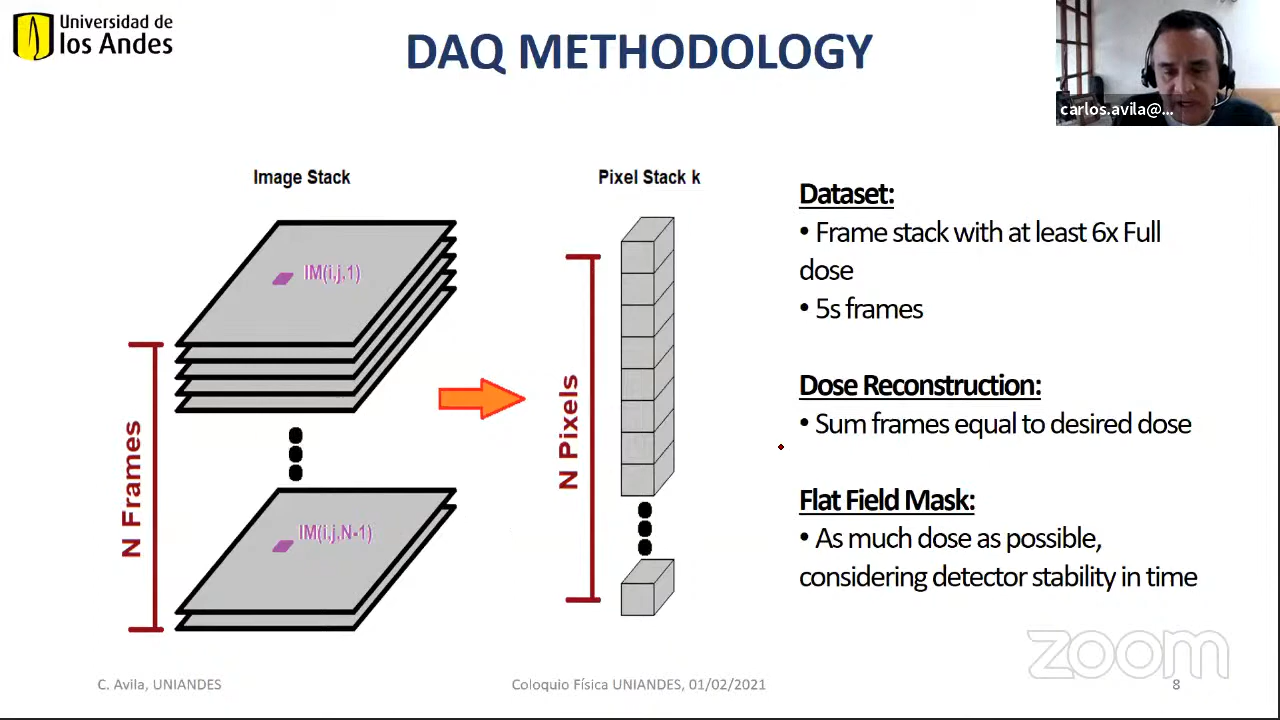 Universidad de
los Andes
DAQ METHODOLOGY
carlos.avila@...
Image Stack
Pixel Stack k
IM(i,j,1)
N Frames
IM(i,j,N-1)
N Pixels
Dataset:
• Frame stack with at least 6x Full
dose
• 5s frames
Dose Reconstruction:
• Sum frames equal to desired dose
Flat Field Mask:
• As much dose as possible,
considering detector stability in time
zoom
C. Avila, UNIANDES
Coloquio Física UNIANDES, 01/02/2021
8